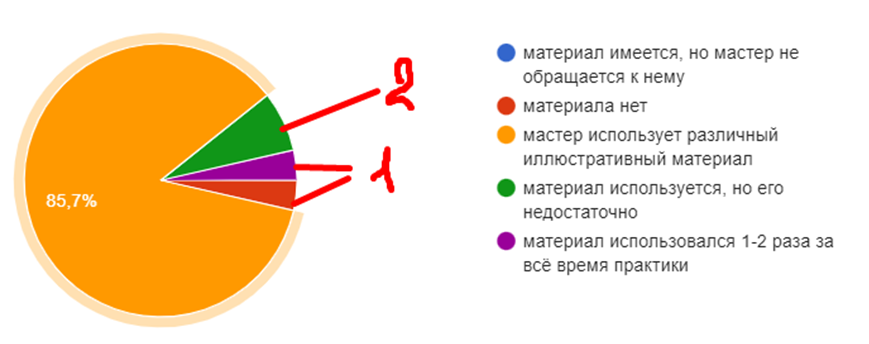 материал имеется, но мастер не
обращается к нему
материала нет
мастер использует различный
иллюстративный материал
материал используется, но его
недостаточно
материал использовался 1-2 раза за
всё время практики
85,7%
2
1